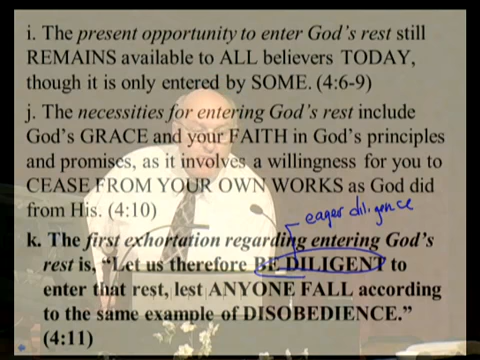 i. The present opportunity to enter God's rest still
REMAINS available to ALL believers TODAY,
though it is only entered by SOME. (4:6-9)
j. The necessities for entering God's rest include
God's GRACE and your FAITH in God's principles
and promises, as it involves a willingness for you to
CEASE FROM YOUR OWN WORKS as God did
from His. (4:10)
eager diligence
k. The first exhortation regarding entering God's
rest is, "Let us therefore BE DILIGENT to
enter that rest, lest ANYONE FALL according
to the same example of DISOBEDIENCE."
(4:11)